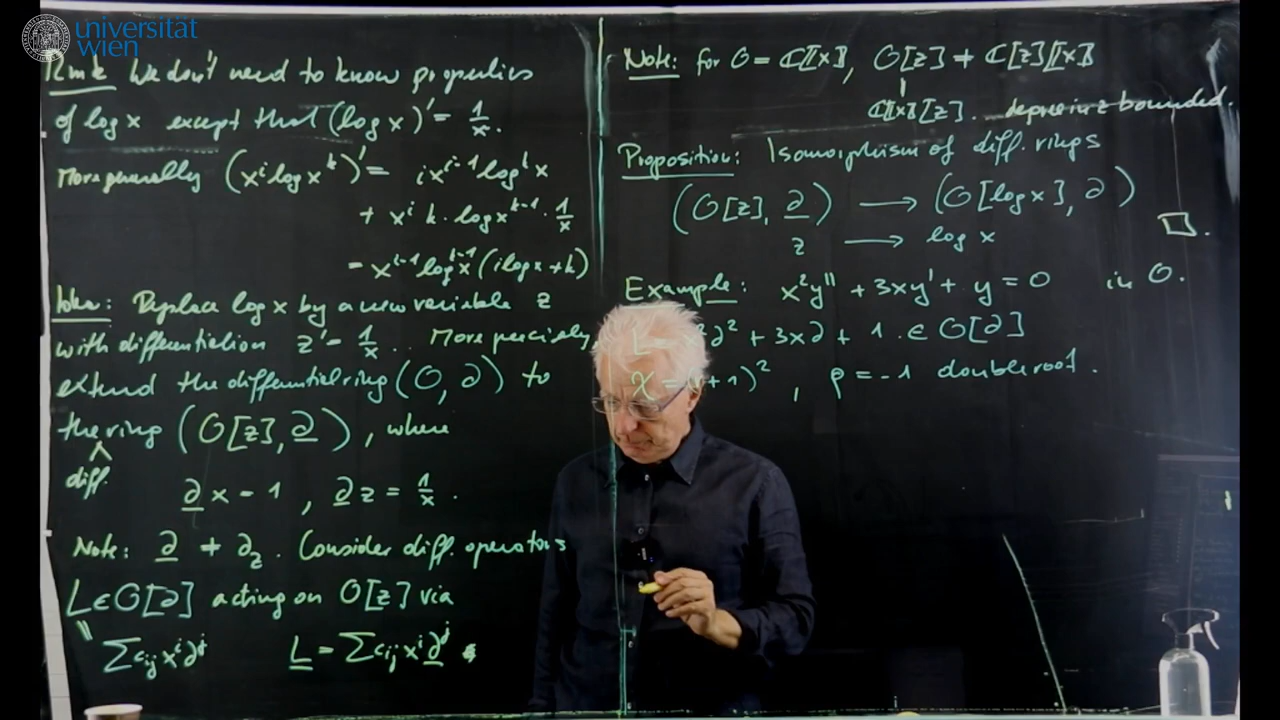 universität
wien
Rmk We don't need to know properties
of log x except that (log x)' = 1/x.
More generally (x^i log x^k)' = i x^{i-1} log^k x
+ x^i k · log x^{k-1} · 1/x
= x^{i-1} log^{k-1} x (i log x + k)
Idea: Replace log x by a new variable z
with differentiation z' = 1/x. More precisely,
extend the differential ring (O, ∂) to
the ring (O[z], ∂), where
diff.
∂x = 1, ∂z = 1/x.
Note: ∂ ≠ ∂_z. Consider diff. operators
L ∈ O[∂] acting on O[z] via
∑ c_ij x^i ∂^j L = ∑ c_ij x^i ∂^j
Note: for O = ℂ[[x]], O[z] ≠ ℂ[z][[x]]
ℂ[[x]][z]. degree in z bounded.
Proposition: Isomorphism of diff. rings
(O[z], ∂) → (O[log x], ∂)
z → log x □.
Example: x²y'' + 3xy' + y = 0 in O.
L = x²∂² + 3x∂ + 1. ∈ O[∂]
χ = (r+1)², ρ = -1 double root.